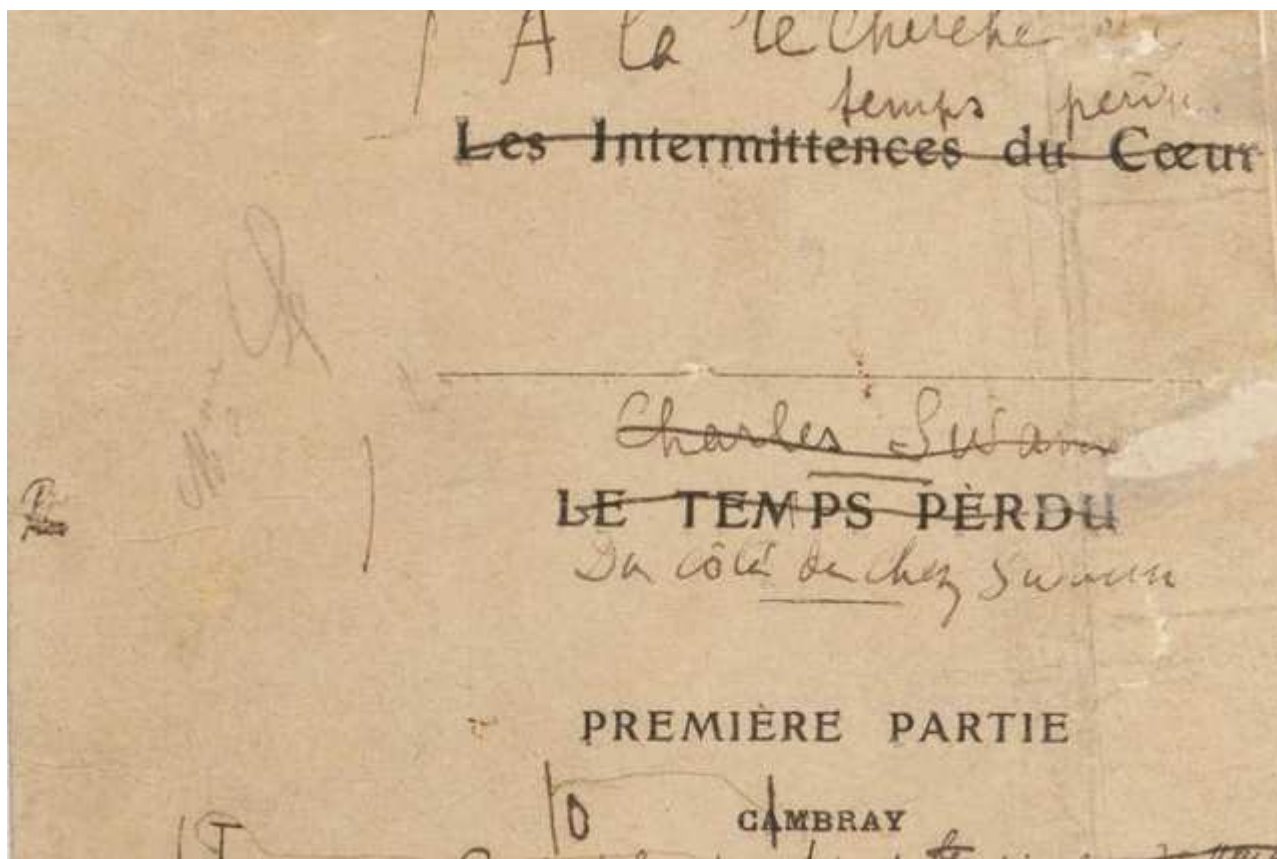 A la recherche du
temps perdu
Les Intermittences du Cœur
Charles Swann
LE TEMPS PERDU
Du côté de chez Swann
PREMIÈRE PARTIE
O CAMBRAY